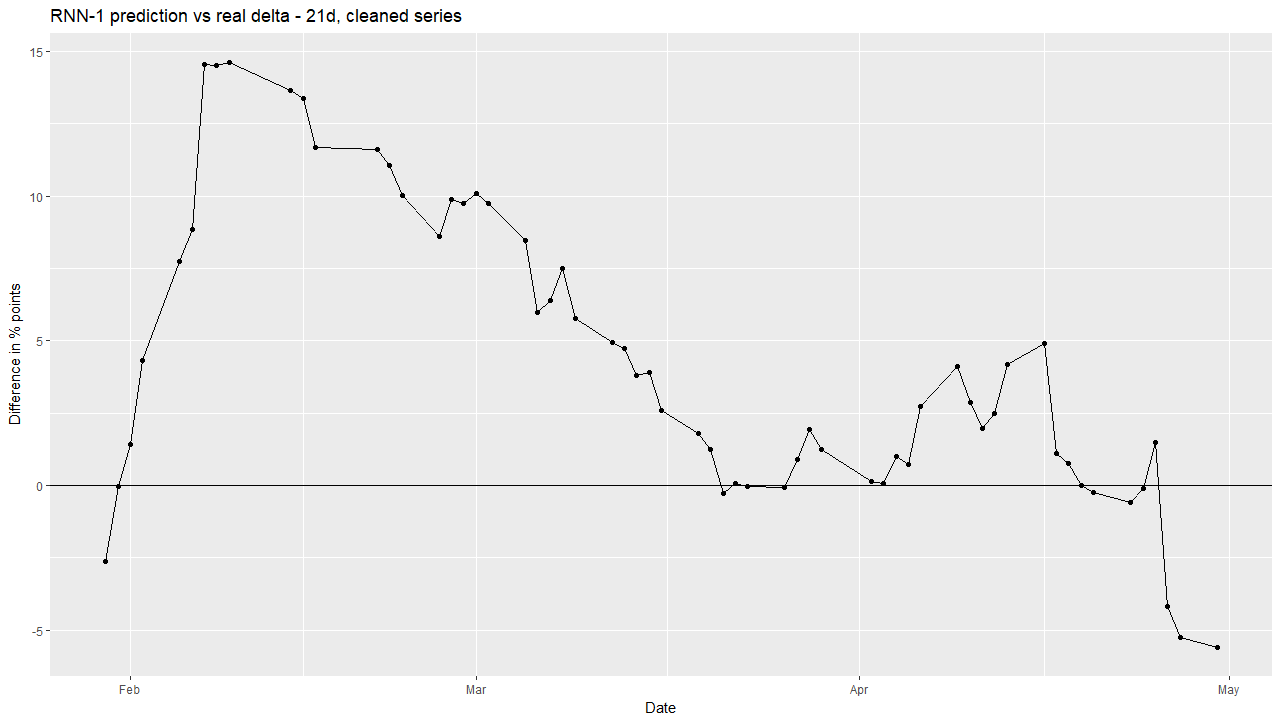 RNN-1 prediction vs real delta - 21d, cleaned series
15
10
5
0
-5
Difference in % points
Feb
Mar
Apr
May
Date